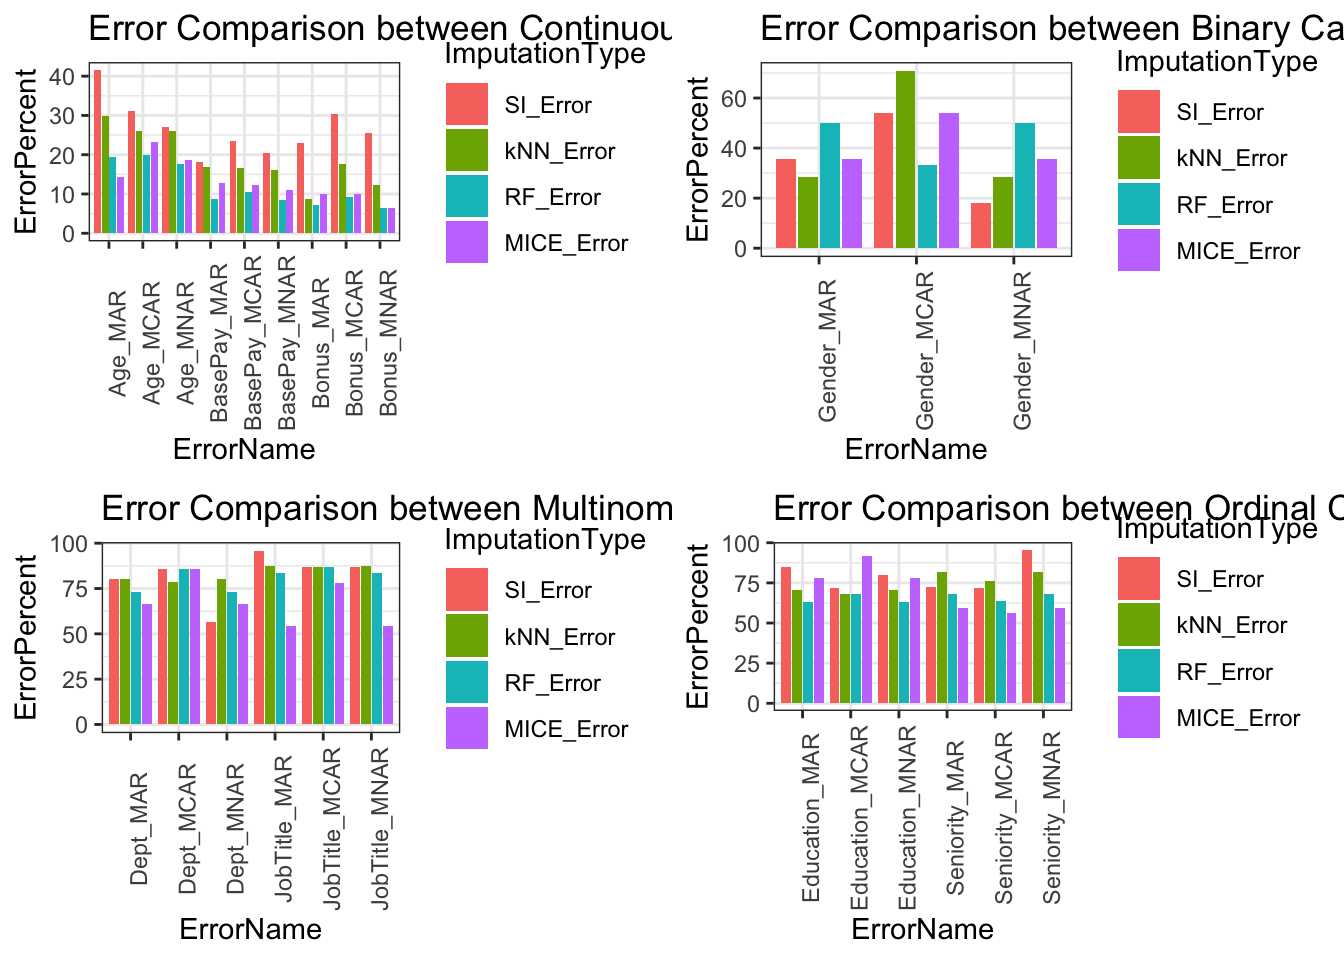 Error Comparison between Continuou
ErrorPercent
40
30
20
10
0
Age_MAR
Age_MCAR
Age_MNAR
BasePay_MAR
BasePay_MCAR
BasePay_MNAR
Bonus_MAR
Bonus_MCAR
Bonus_MNAR
ErrorName
ImputationType
SI_Error
kNN_Error
RF_Error
MICE_Error
Error Comparison between Binary Ca
ErrorPercent
60
40
20
0
Gender_MAR
Gender_MCAR
Gender_MNAR
ErrorName
ImputationType
SI_Error
kNN_Error
RF_Error
MICE_Error
Error Comparison between Multinom
ErrorPercent
100
75
50
25
0
Dept_MAR
Dept_MCAR
Dept_MNAR
JobTitle_MAR
JobTitle_MCAR
JobTitle_MNAR
ErrorName
ImputationType
SI_Error
kNN_Error
RF_Error
MICE_Error
Error Comparison between Ordinal C
ErrorPercent
100
75
50
25
0
Education_MAR
Education_MCAR
Education_MNAR
Seniority_MAR
Seniority_MCAR
Seniority_MNAR
ErrorName
ImputationType
SI_Error
kNN_Error
RF_Error
MICE_Error